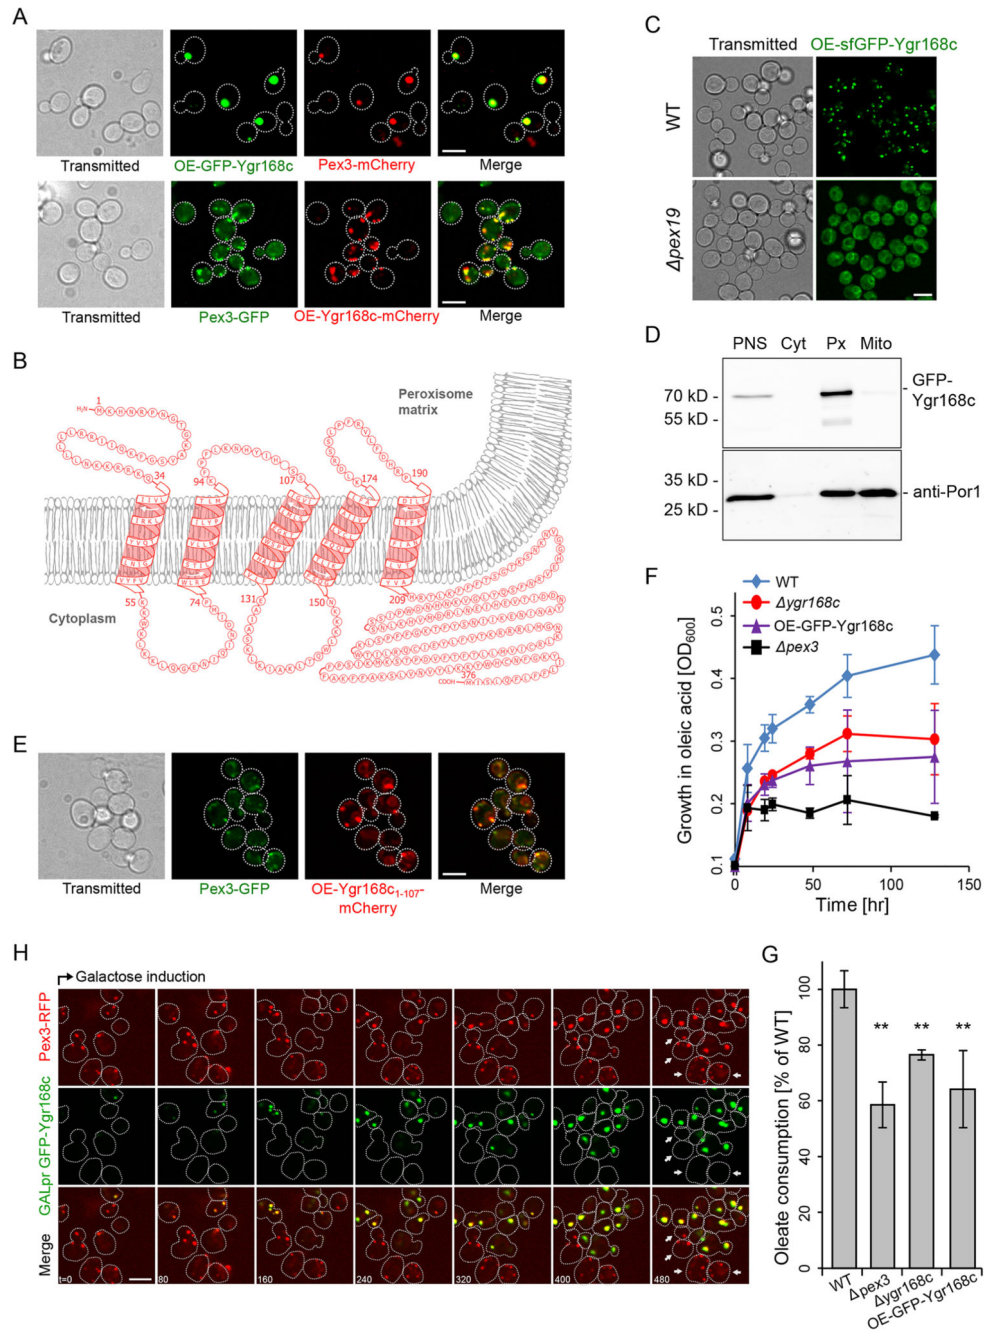 A
Transmitted
OE-GFP-Ygr168c
Pex3-mCherry
Merge
Transmitted
Pex3-GFP
OE-Ygr168c-mCherry
Merge
B
Peroxisome
matrix
1
H₂N
34
94
107
174
190
55
74
131
150
209
376
COOH
Cytoplasm
C
Transmitted
OE-sfGFP-Ygr168c
WT
Δpex19
D
PNS Cyt Px Mito
70 kD -
55 kD -
GFP-
Ygr168c
35 kD -
25 kD -
- anti-Por1
E
Transmitted
Pex3-GFP
OE-Ygr168c₁₋₁₀₇-
mCherry
Merge
F
WT
Δygr168c
OE-GFP-Ygr168c
Δpex3
Growth in oleic acid [OD₆₀₀]
0.5
0.4
0.3
0.2
0.1
0 50 100 150
Time [hr]
H
Galactose induction
Pex3-RFP
GALpr GFP-Ygr168c
Merge
t=0
80
160
240
320
400
480
G
Oleate consumption [% of WT]
100
80
60
40
20
0
** ** **
WT
Δpex3
Δygr168c
OE-GFP-Ygr168c